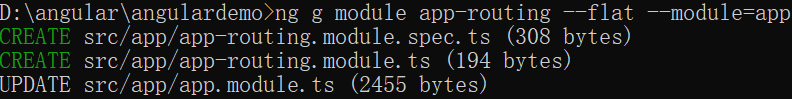 D:\angular\angulardemo>ng g module app-routing --flat --module=app
CREATE src/app/app-routing.module.spec.ts (308 bytes)
CREATE src/app/app-routing.module.ts (194 bytes)
UPDATE src/app/app.module.ts (2455 bytes)